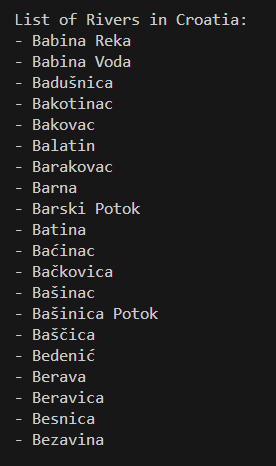 List of Rivers in Croatia:
- Babina Reka
- Babina Voda
- Badušnica
- Bakotinac
- Bakovac
- Balatin
- Barakovac
- Barna
- Barski Potok
- Batina
- Baćinac
- Bačkovica
- Bašinac
- Bašinica Potok
- Baščica
- Bedenić
- Berava
- Beravica
- Besnica
- Bezavina